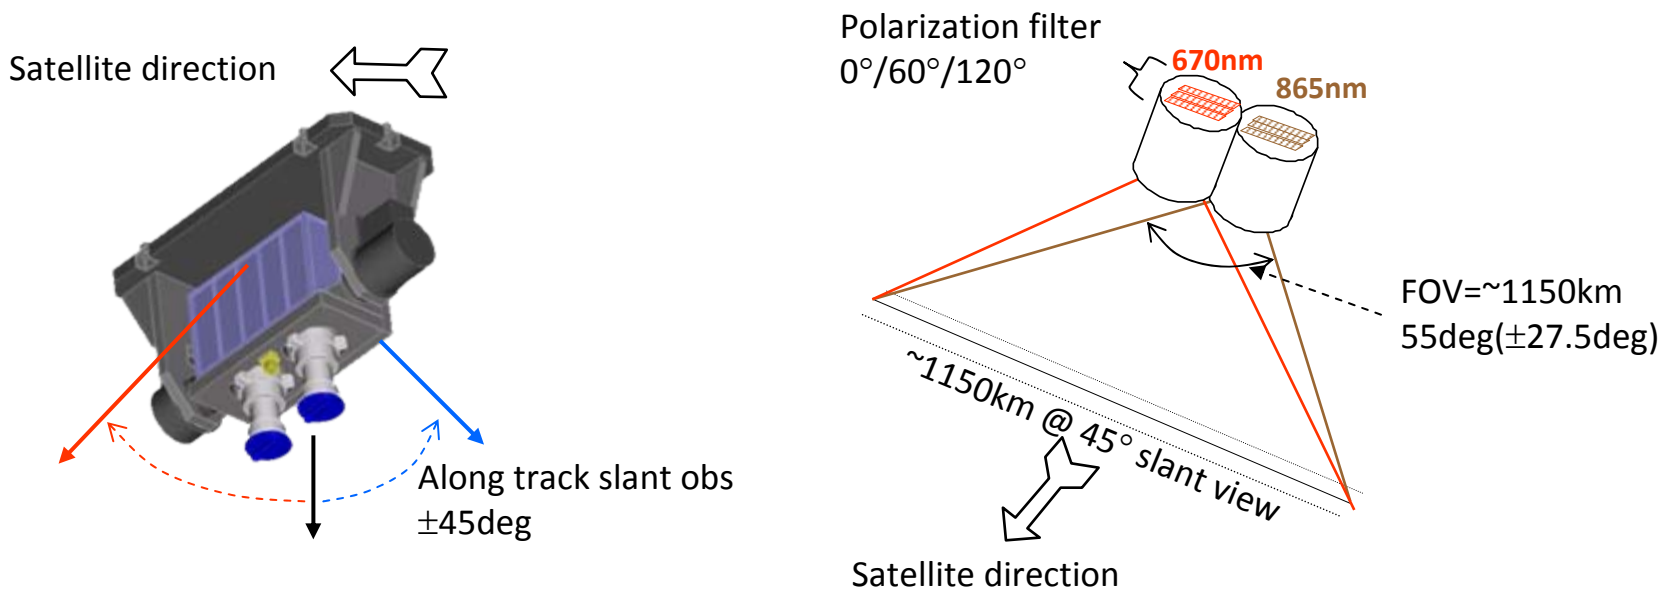 Satellite direction
Along track slant obs
±45deg
Polarization filter
0°/60°/120°
670nm
865nm
FOV=~1150km
55deg(±27.5deg)
~1150km @ 45° slant view
Satellite direction